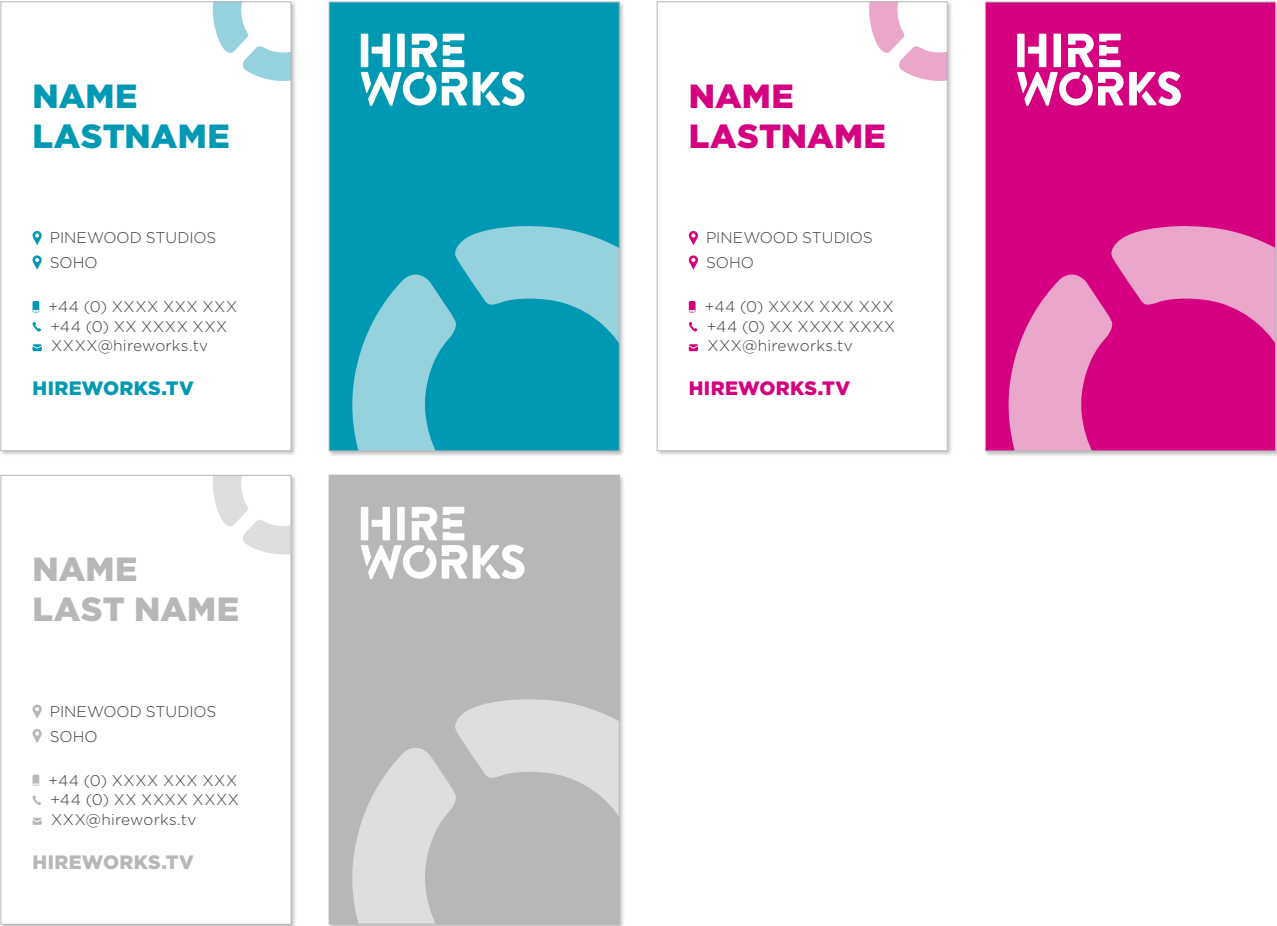 NAME
LASTNAME
PINEWOOD STUDIOS
SOHO
+44 (0) XXXX XXX XXX
+44 (0) XX XXXX XXX
XXXX@hireworks.tv
HIREWORKS.TV
HIRE
WORKS
NAME
LASTNAME
PINEWOOD STUDIOS
SOHO
+44 (0) XXXX XXX XXX
+44 (0) XX XXXX XXXX
XXX@hireworks.tv
HIREWORKS.TV
HIRE
WORKS
NAME
LAST NAME
PINEWOOD STUDIOS
SOHO
+44 (0) XXXX XXX XXX
+44 (0) XX XXXX XXXX
XXX@hireworks.tv
HIREWORKS.TV
HIRE
WORKS